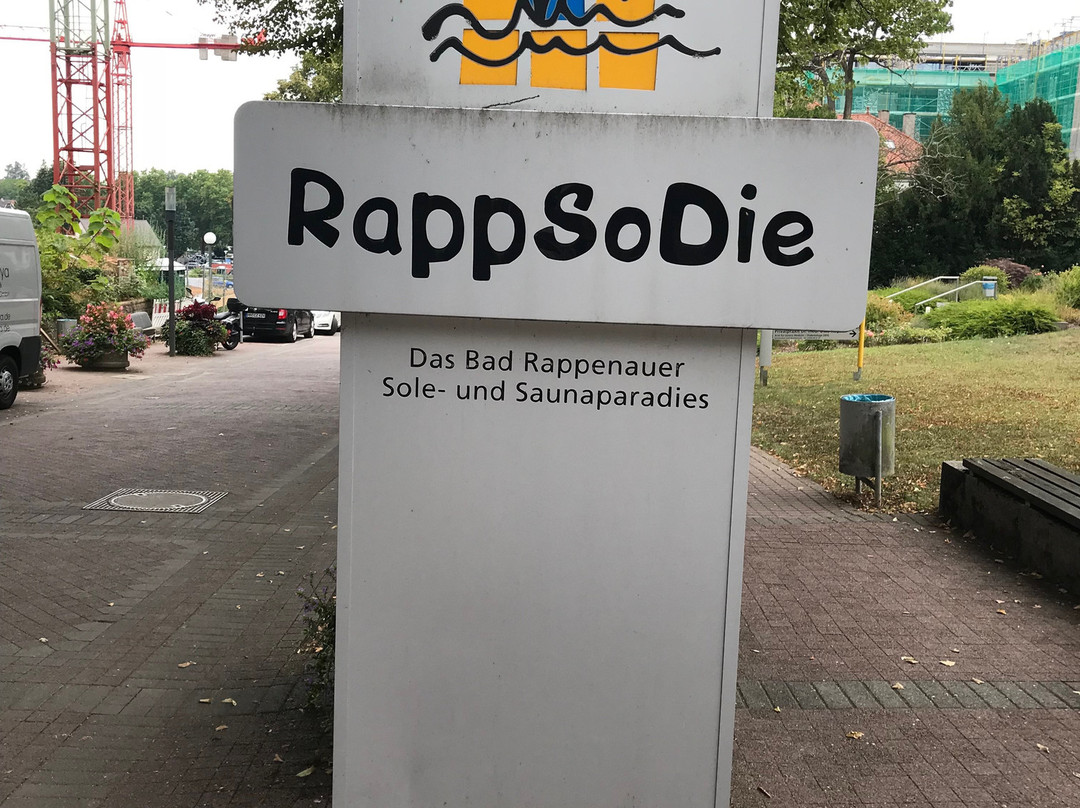 RappSoDie
Das Bad Rappenauer
Sole- und Saunaparadies